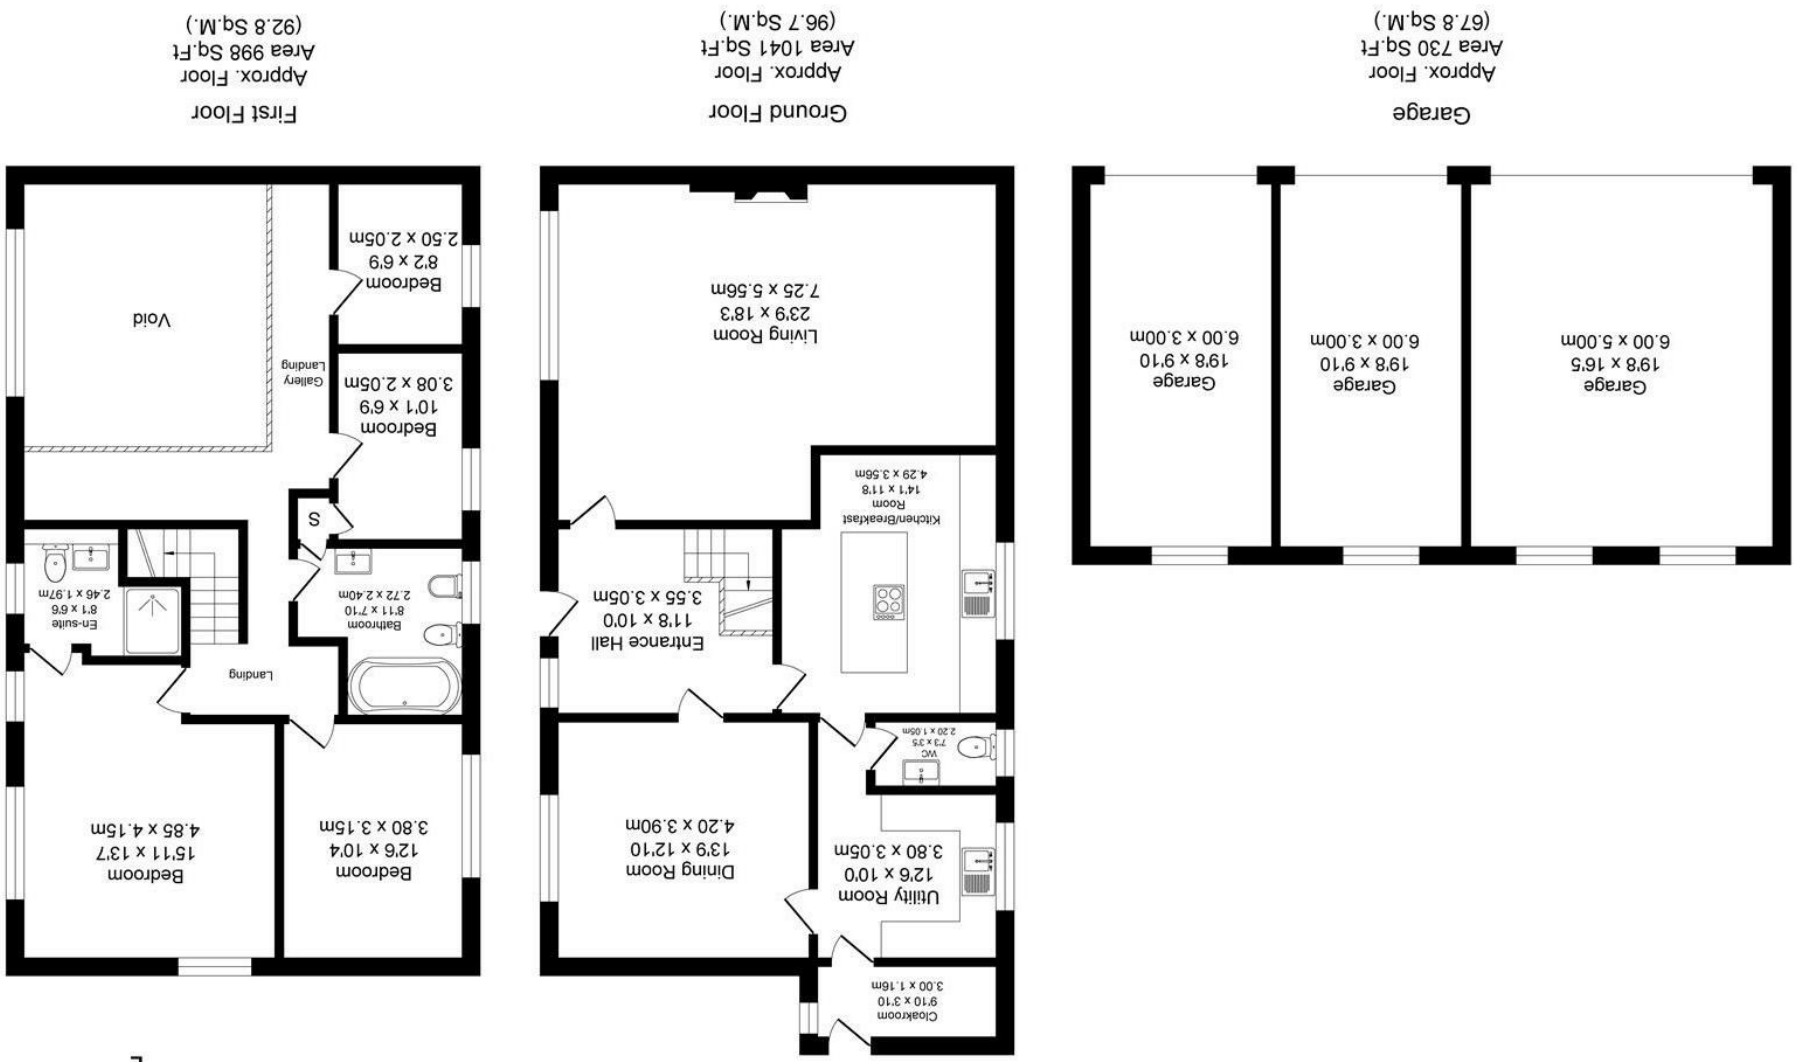 Garage
19'8 x 16'5
6.00 x 5.00m
Garage
19'8 x 9'10
6.00 x 3.00m
Garage
19'8 x 9'10
6.00 x 3.00m
Garage
Approx. Floor
Area 730 Sq.Ft
(67.8 Sq.M.)
Cloakroom
9'10 x 3'10
3.00 x 1.16m
Utility Room
12'6 x 10'0
3.80 x 3.05m
Dining Room
13'9 x 12'10
4.20 x 3.90m
WC
7'3 x 3'5
2.20 x 1.05m
Entrance Hall
11'8 x 10'0
3.55 x 3.05m
Kitchen/Breakfast
Room
14'1 x 11'8
4.29 x 3.56m
Living Room
23'9 x 18'3
7.25 x 5.56m
Ground Floor
Approx. Floor
Area 1041 Sq.Ft
(96.7 Sq.M.)
Bedroom
12'6 x 10'4
3.80 x 3.15m
Bedroom
15'11 x 13'7
4.85 x 4.15m
Landing
Bathroom
8'11 x 7'10
2.72 x 2.40m
En-suite
8'1 x 6'6
2.46 x 1.97m
S
Bedroom
10'1 x 6'9
3.08 x 2.05m
Gallery
Landing
Void
Bedroom
8'2 x 6'9
2.50 x 2.05m
First Floor
Approx. Floor
Area 998 Sq.Ft
(92.8 Sq.M.)